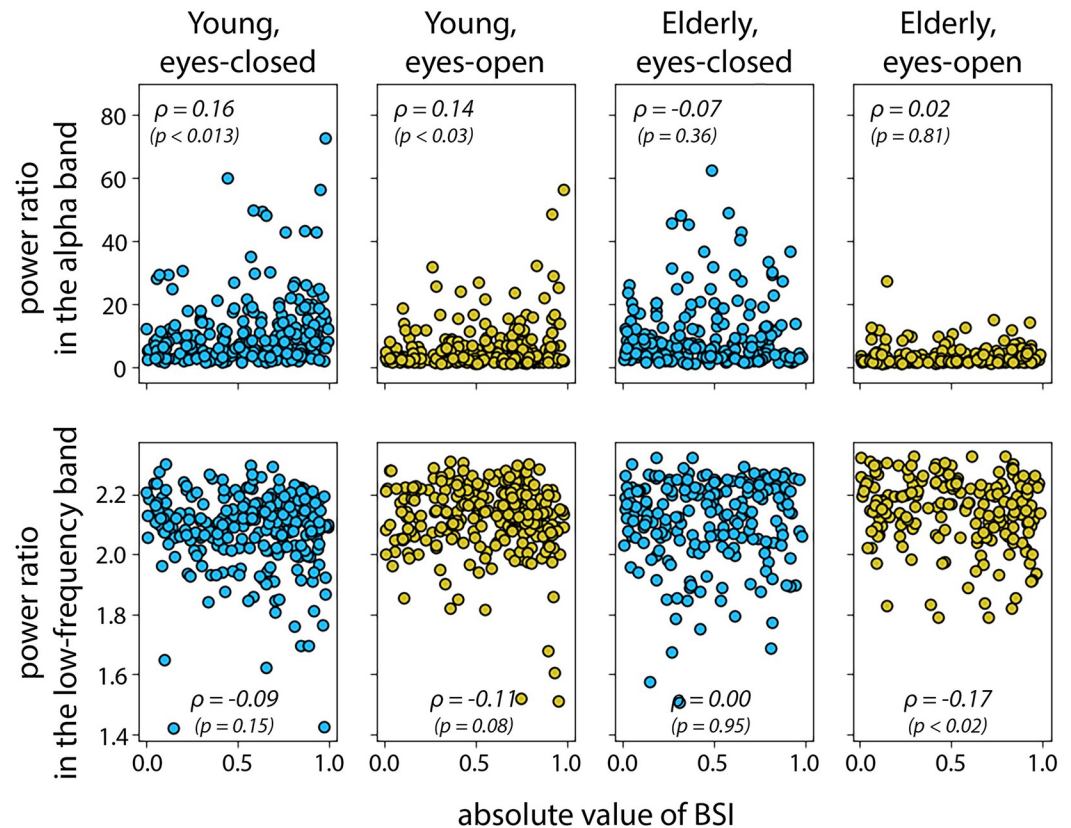 Young,
eyes-closed
Young,
eyes-open
Elderly,
eyes-closed
Elderly,
eyes-open
power ratio
in the alpha band
80
60
40
20
0
ρ = 0.16
(p < 0.013)
ρ = 0.14
(p < 0.03)
ρ = -0.07
(p = 0.36)
ρ = 0.02
(p = 0.81)
power ratio
in the low-frequency band
2.2
2.0
1.8
1.6
1.4
ρ = -0.09
(p = 0.15)
ρ = -0.11
(p = 0.08)
ρ = 0.00
(p = 0.95)
ρ = -0.17
(p < 0.02)
0.0 0.5 1.0
0.0 0.5 1.0
0.0 0.5 1.0
0.0 0.5 1.0
absolute value of BSI